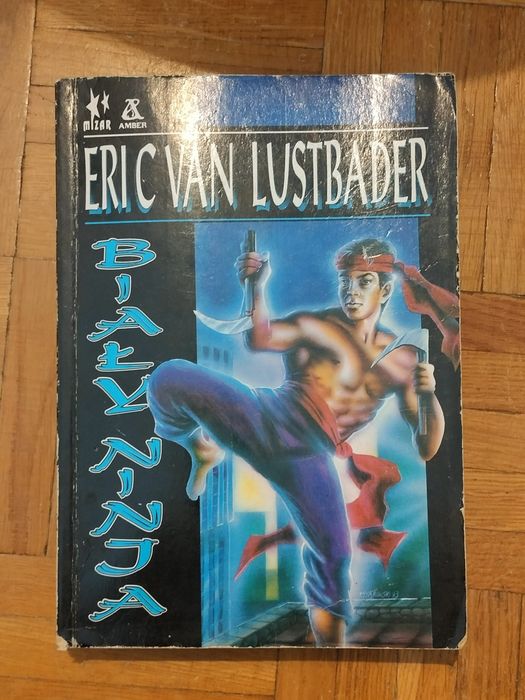 MIZAR
AMBER
ERIC VAN LUSTBADER
BIAŁY NINJA